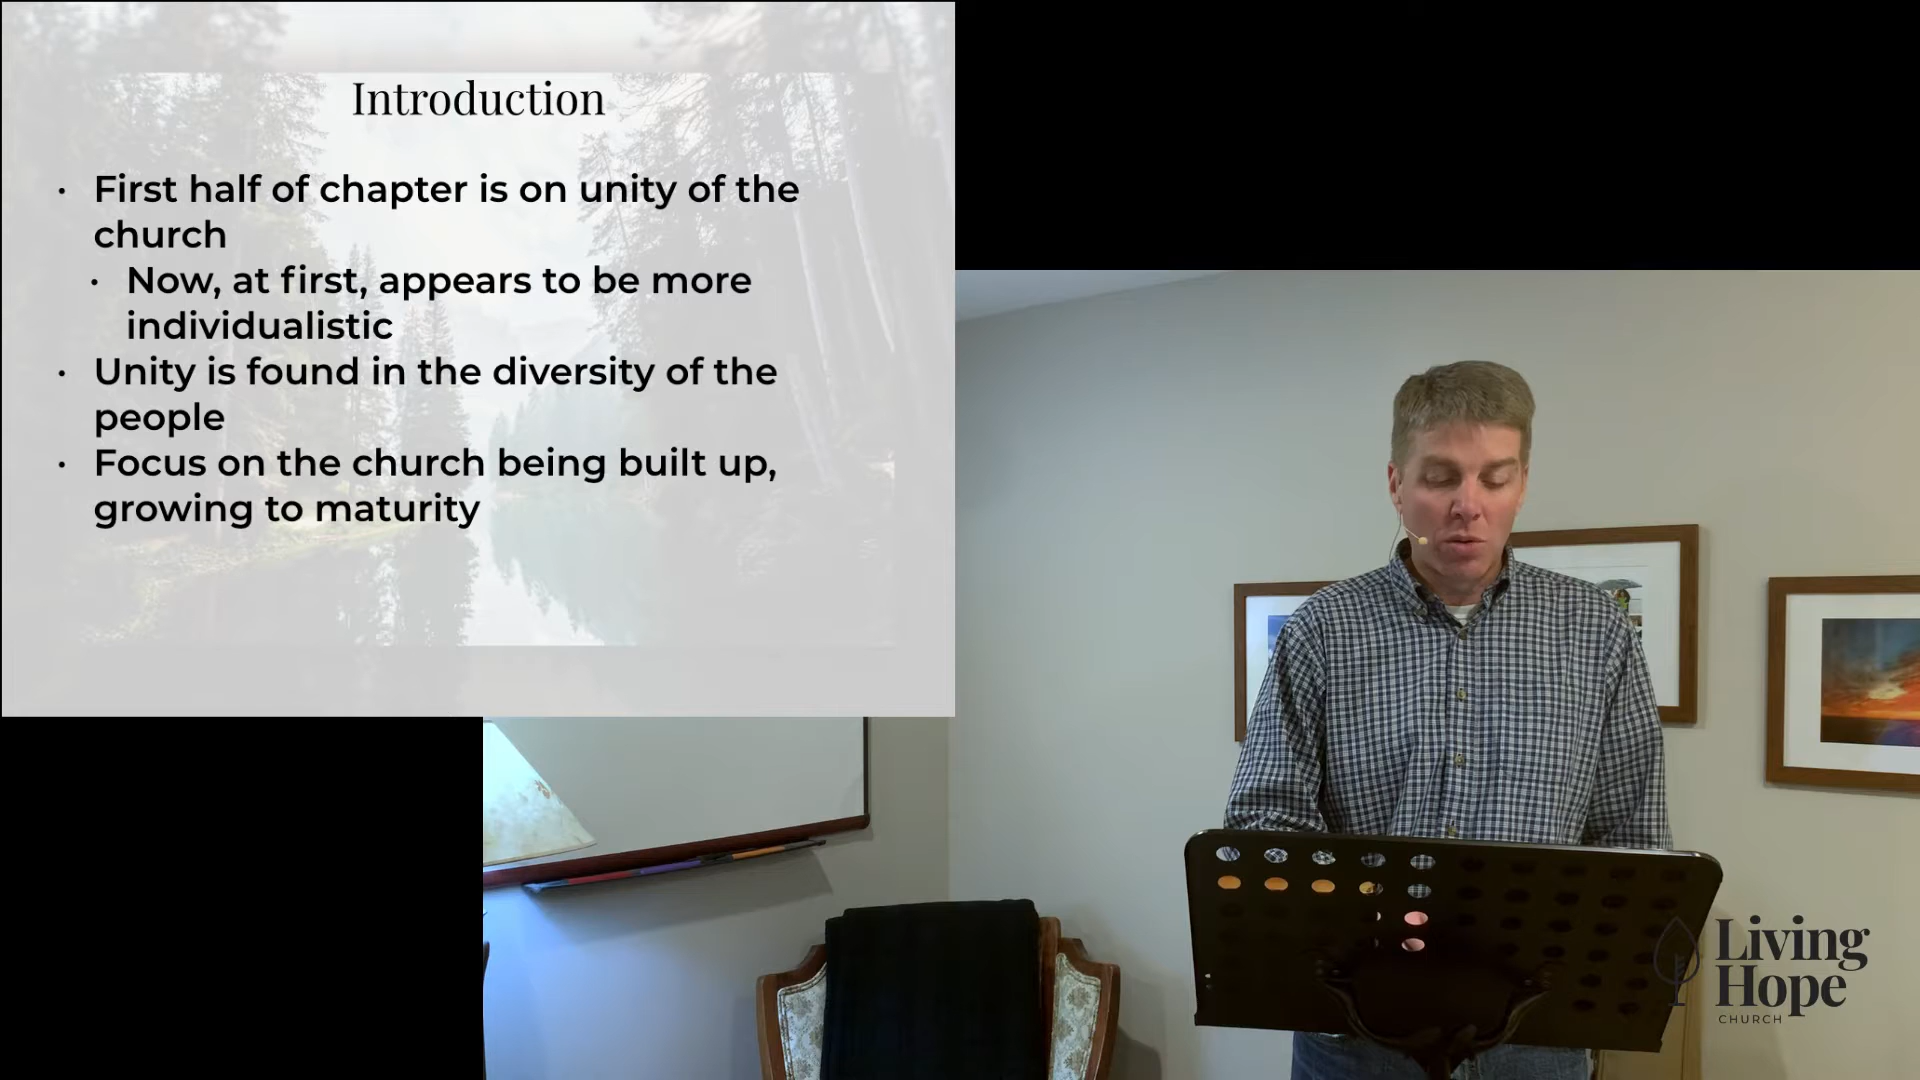 Introduction
· First half of chapter is on unity of the
church
· Now, at first, appears to be more
individualistic
· Unity is found in the diversity of the
people
· Focus on the church being built up,
growing to maturity
Living
Hope
CHURCH